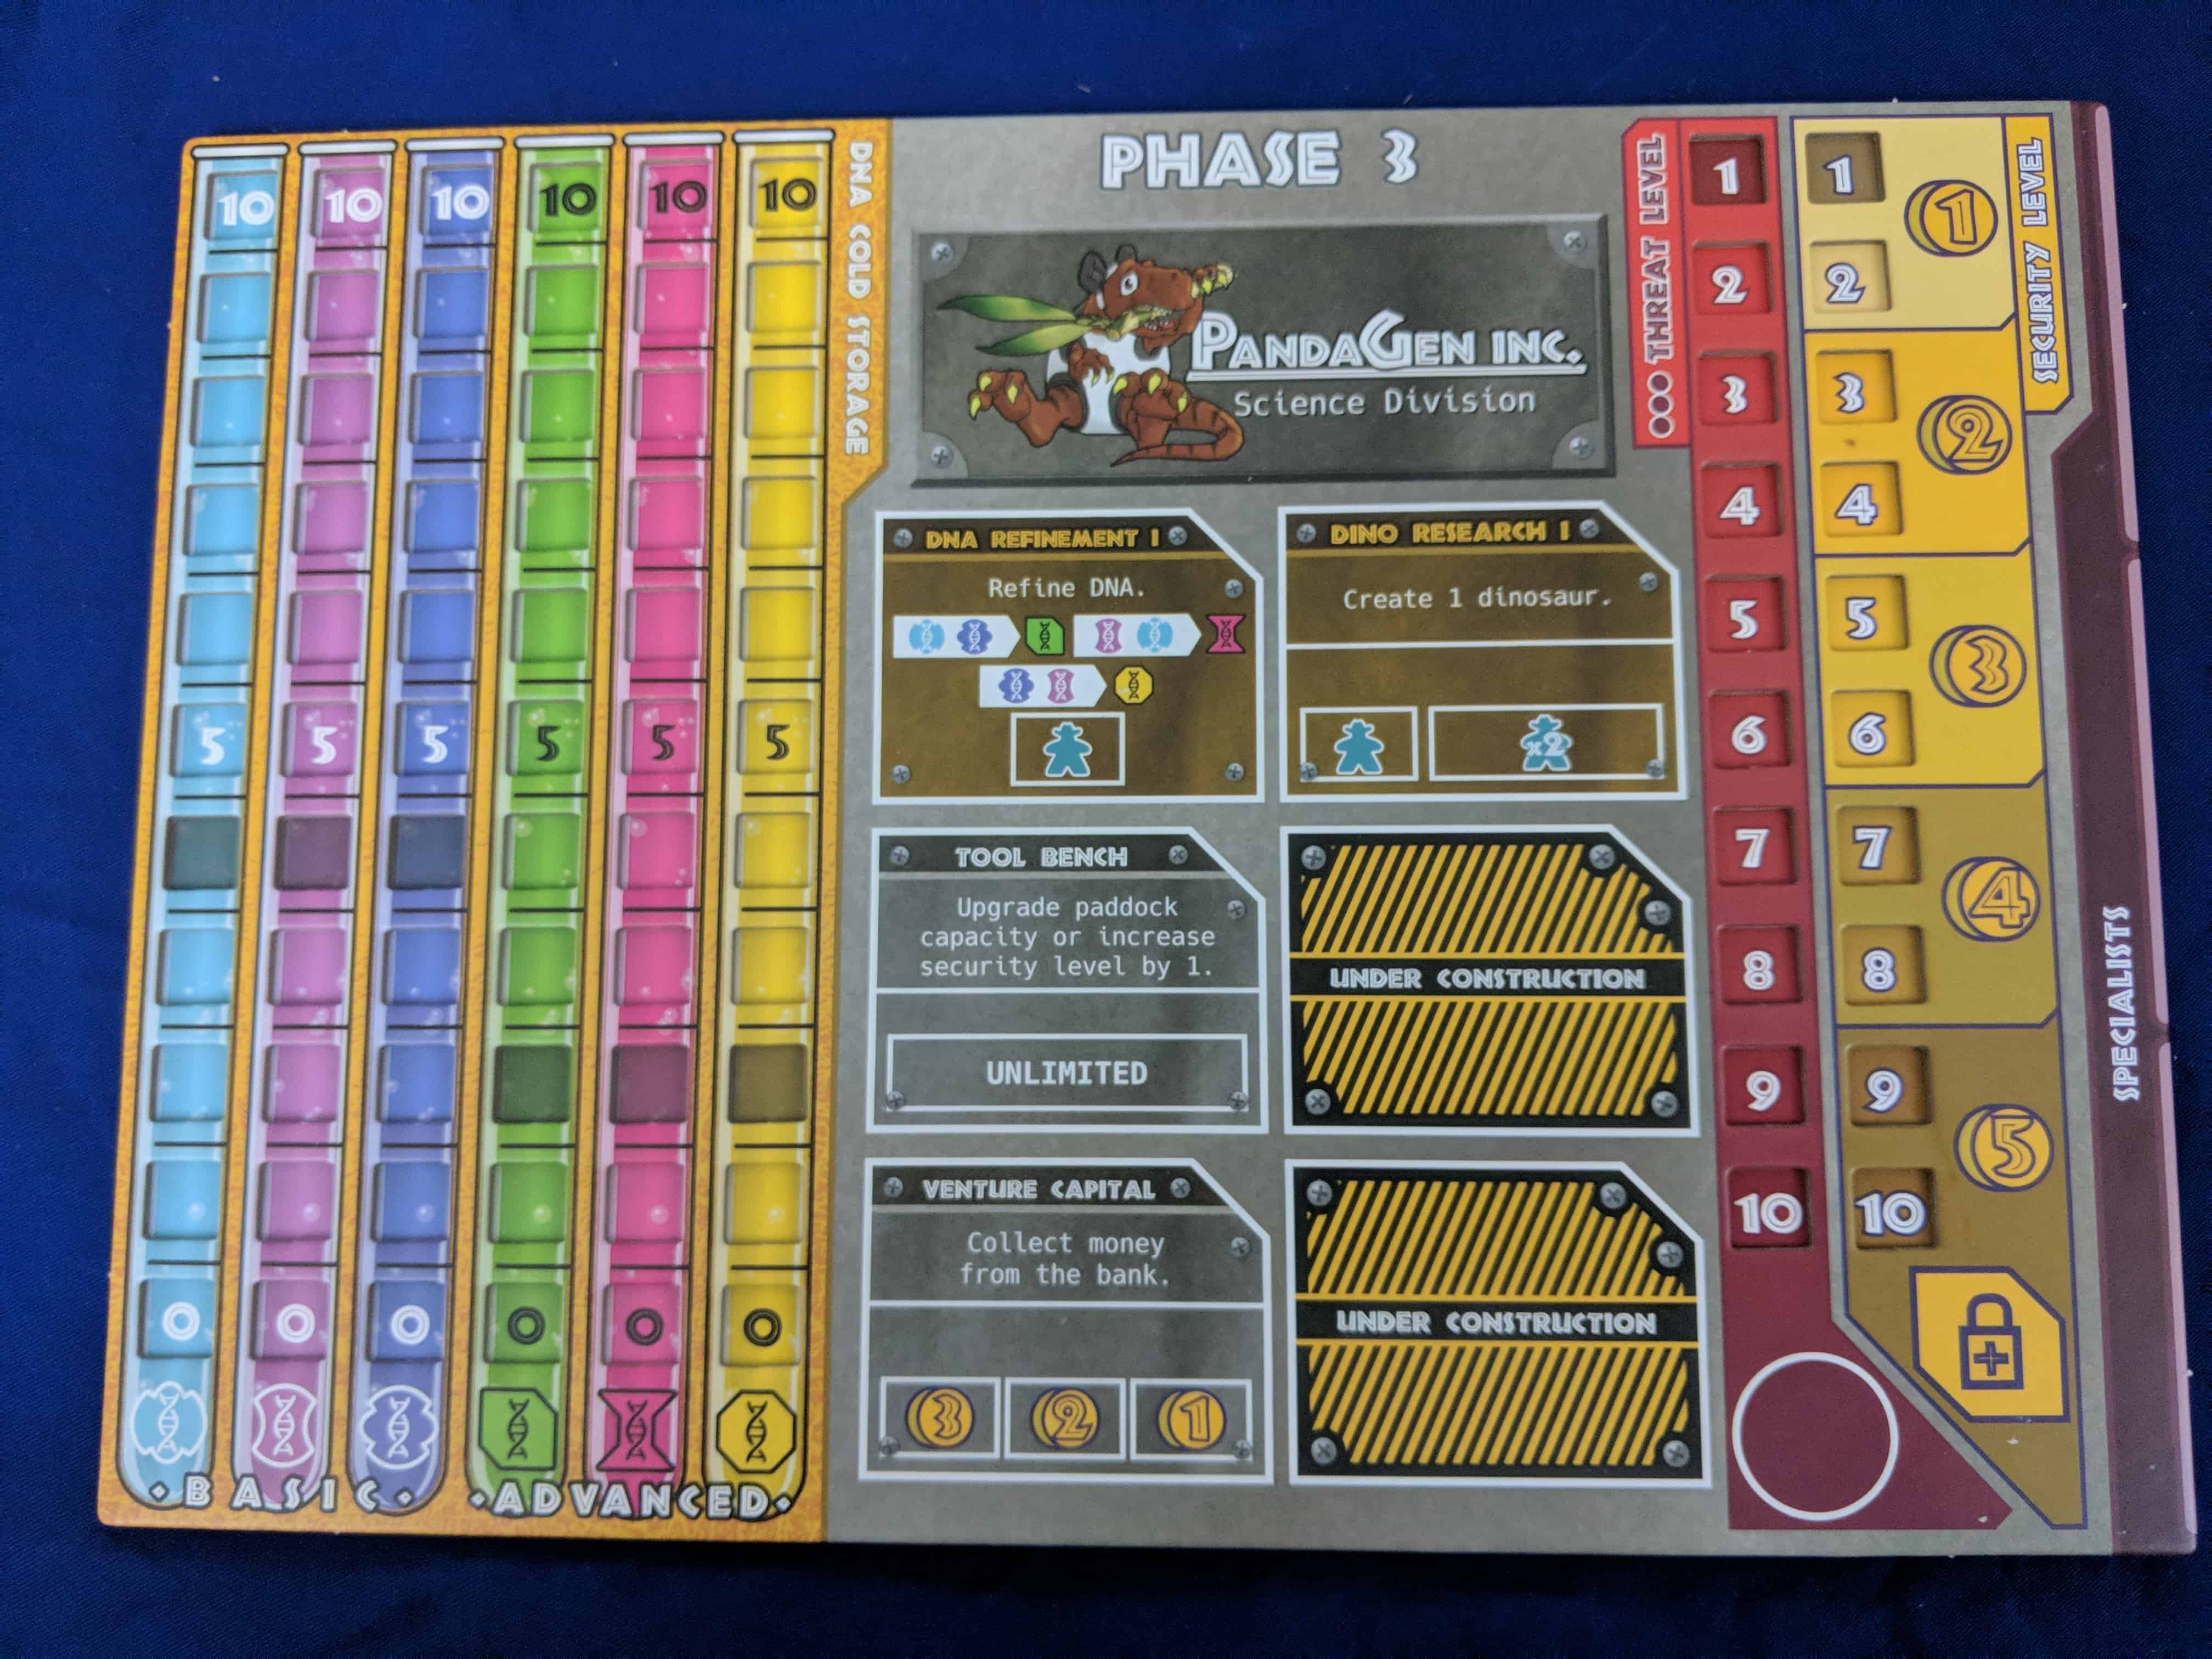 PHASE 3
PANDAGEN INC.
Science Division
DNA COLD STORAGE
10 10 10 10 10 10
5 5 5 5 5 5
0 0 0 0 0 0
•BASIC• •ADVANCED•
DNA REFINEMENT 1
Refine DNA.
DINO RESEARCH 1
Create 1 dinosaur.
x2
TOOL BENCH
Upgrade paddock
capacity or increase
security level by 1.
UNLIMITED
UNDER CONSTRUCTION
VENTURE CAPITAL
Collect money
from the bank.
3 2 1
UNDER CONSTRUCTION
THREAT LEVEL
1
2
3
4
5
6
7
8
9
10
SECURITY LEVEL
1
2
1
3
4
2
5
6
3
7
8
4
9
10
5
SPECIALISTS